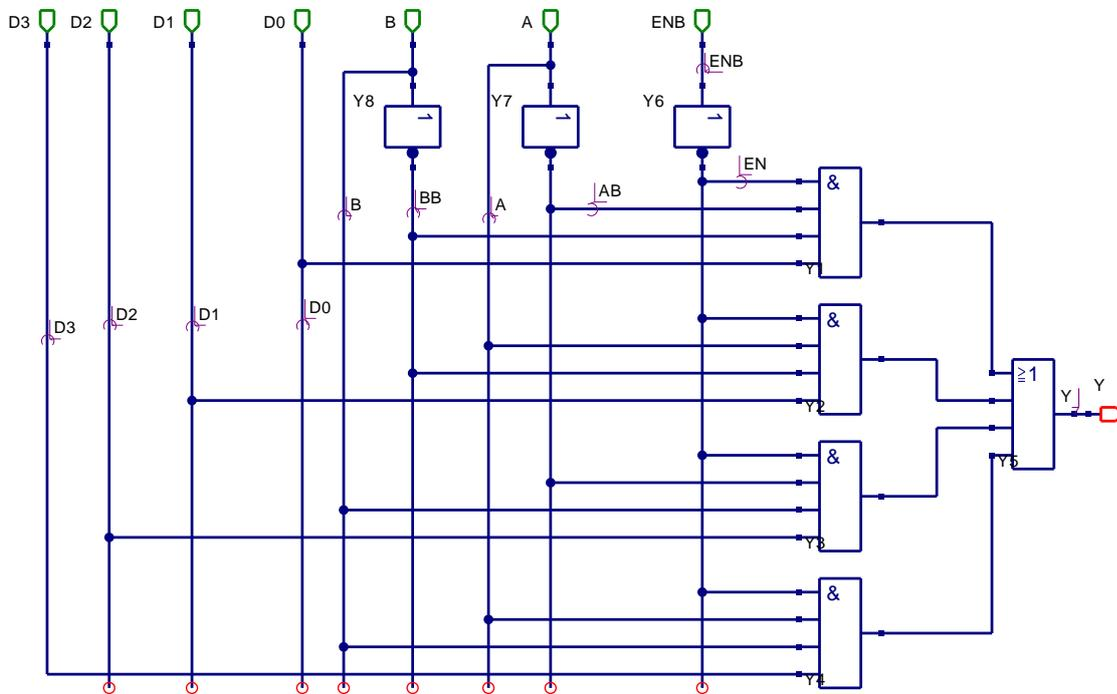 D3 D2 D1 D0 B A ENB
ENB
Y8 Y7 Y6
1 1 1
EN
&
B BB A AB
Y1
D3 D2 D1 D0
&
Y2
≥1
Y Y
&
Y5
Y3
&
Y4